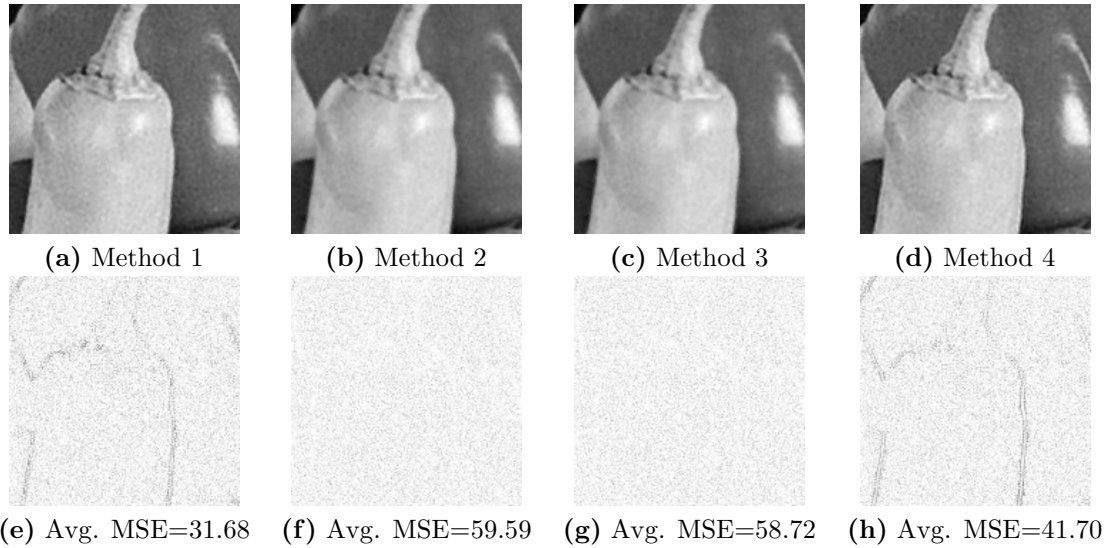 (a) Method 1
(b) Method 2
(c) Method 3
(d) Method 4
(e) Avg. MSE=31.68
(f) Avg. MSE=59.59
(g) Avg. MSE=58.72
(h) Avg. MSE=41.70